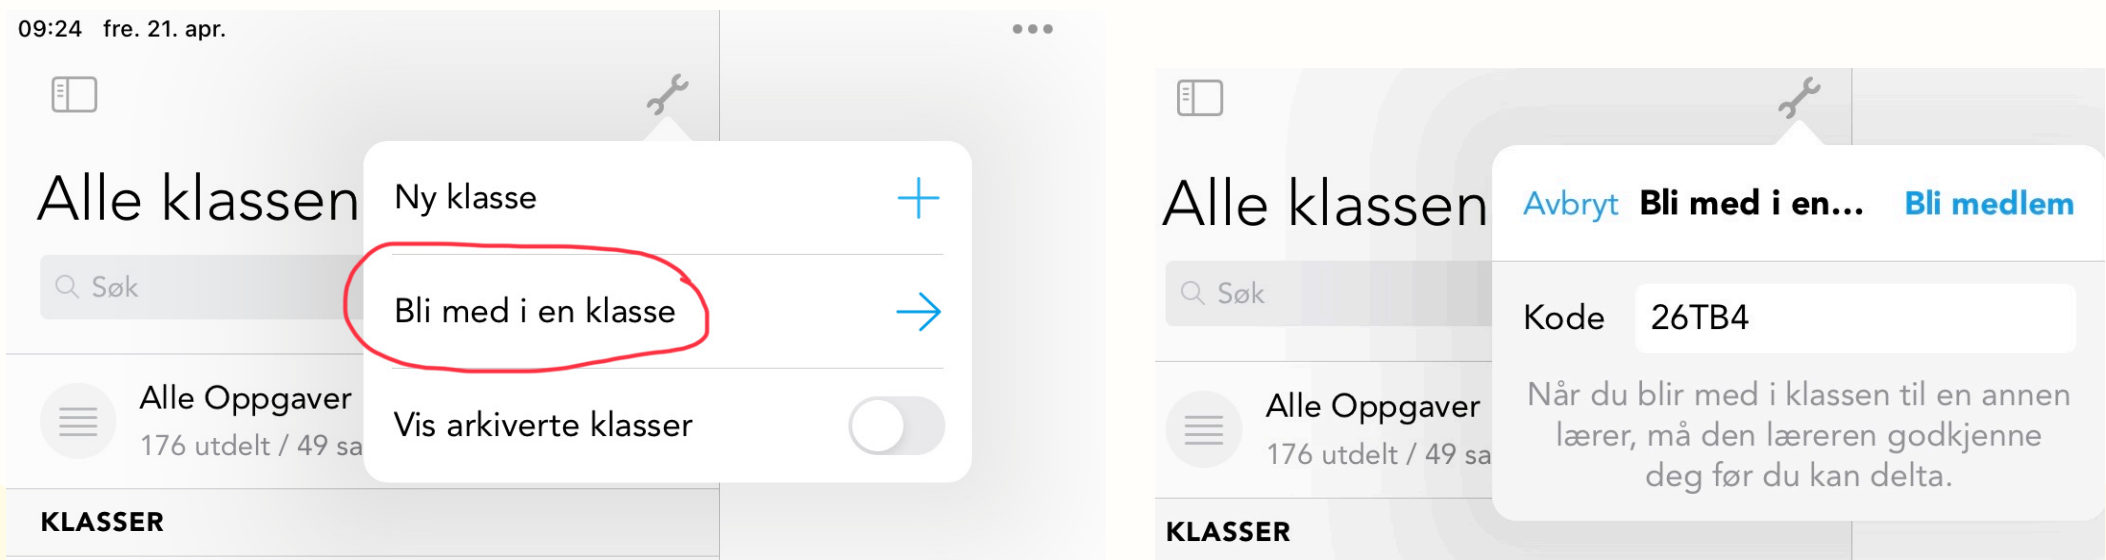 09:24 fre. 21. apr.
Alle klassen
Ny klasse
Søk
Bli med i en klasse
Alle Oppgaver
176 utdelt / 49 sa
Vis arkiverte klasser
KLASSER
Alle klassen
Avbryt Bli med i en... Bli medlem
Søk
Kode 26TB4
Alle Oppgaver
176 utdelt / 49 sa
Når du blir med i klassen til en annen
lærer, må den læreren godkjenne
deg før du kan delta.
KLASSER